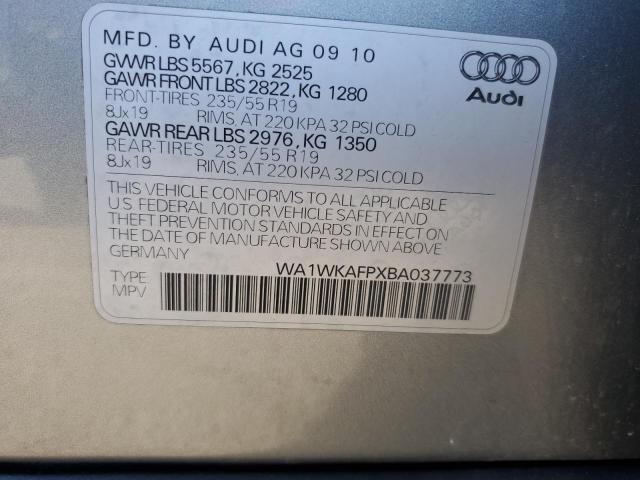 MFD. BY AUDI AG 09 10
GVWR LBS 5567, KG 2525
GAWR FRONT LBS 2822, KG 1280
FRONT-TIRES 235/55 R19
8Jx19 RIMS, AT 220 KPA 32 PSI COLD
GAWR REAR LBS 2976, KG 1350
REAR-TIRES 235/55 R19
8Jx19 RIMS, AT 220 KPA 32 PSI COLD
Audi
THIS VEHICLE CONFORMS TO ALL APPLICABLE
U.S. FEDERAL MOTOR VEHICLE SAFETY AND
THEFT PREVENTION STANDARDS IN EFFECT ON
THE DATE OF MANUFACTURE SHOWN ABOVE
GERMANY
WA1WKAFPXBA037773
TYPE
MPV